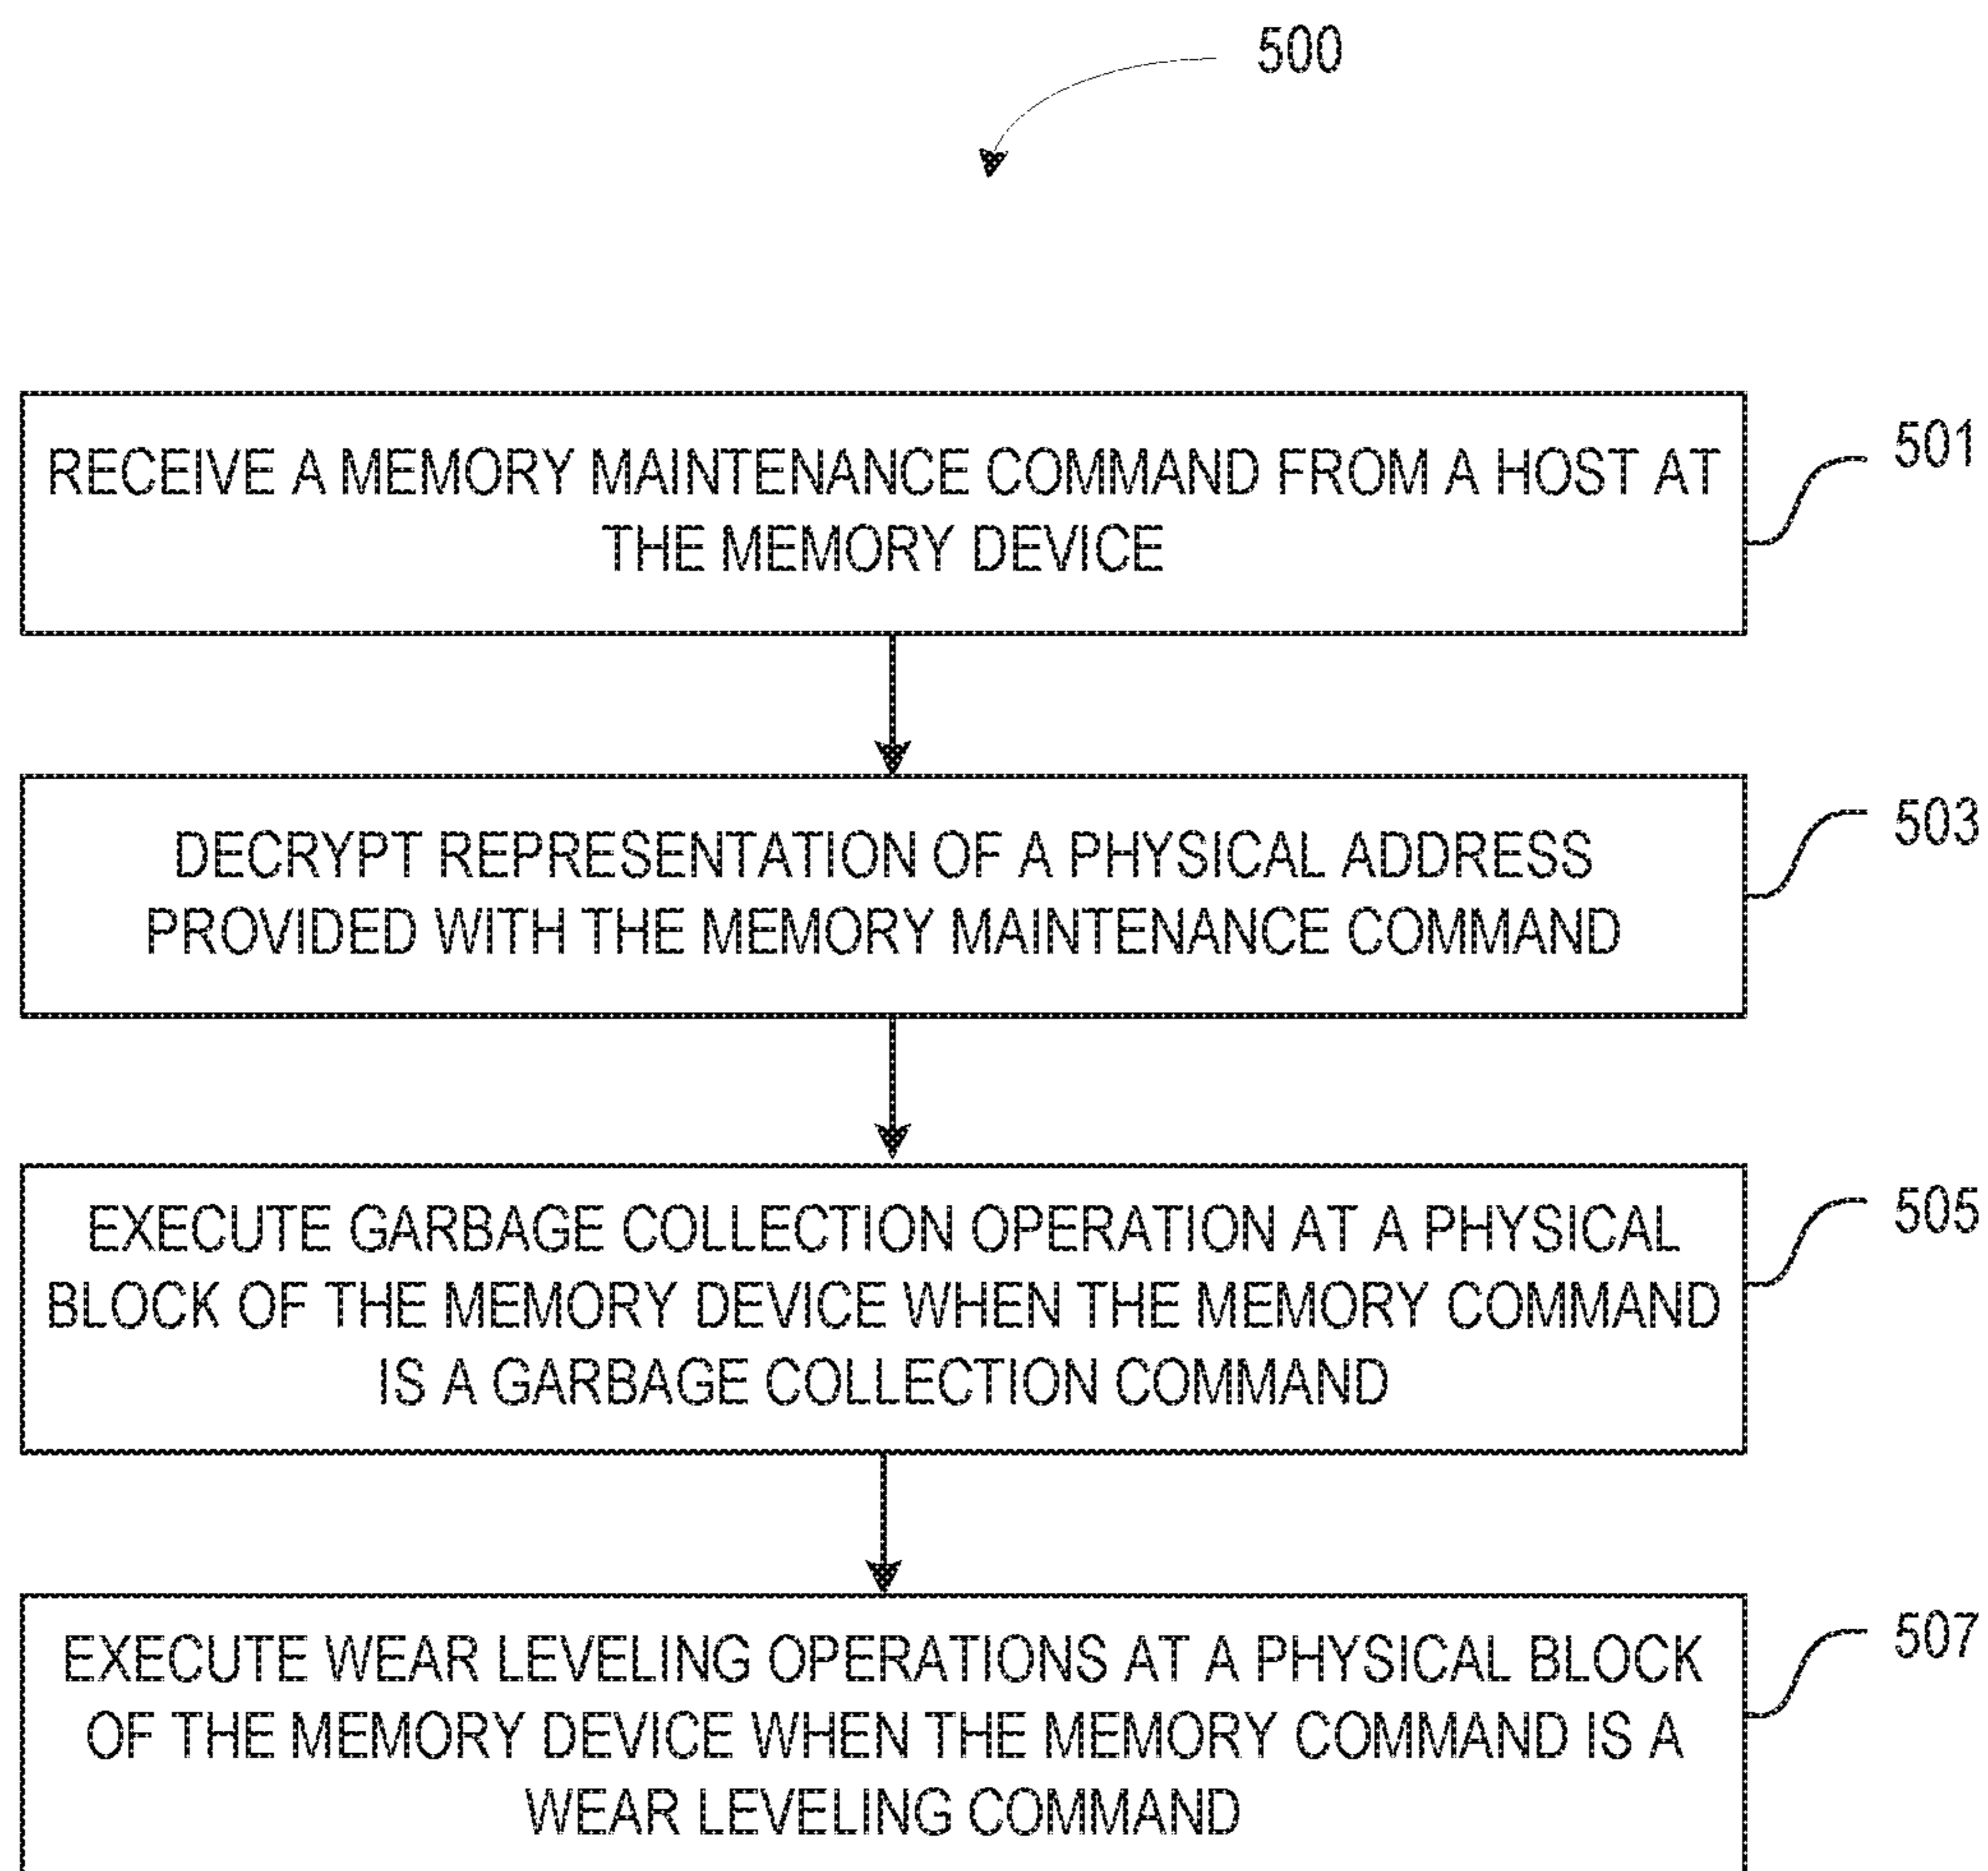 500
RECEIVE A MEMORY MAINTENANCE COMMAND FROM A HOST AT
THE MEMORY DEVICE
501
DECRYPT REPRESENTATION OF A PHYSICAL ADDRESS
PROVIDED WITH THE MEMORY MAINTENANCE COMMAND
503
EXECUTE GARBAGE COLLECTION OPERATION AT A PHYSICAL
BLOCK OF THE MEMORY DEVICE WHEN THE MEMORY COMMAND
IS A GARBAGE COLLECTION COMMAND
505
EXECUTE WEAR LEVELING OPERATIONS AT A PHYSICAL BLOCK
OF THE MEMORY DEVICE WHEN THE MEMORY COMMAND IS A
WEAR LEVELING COMMAND
507